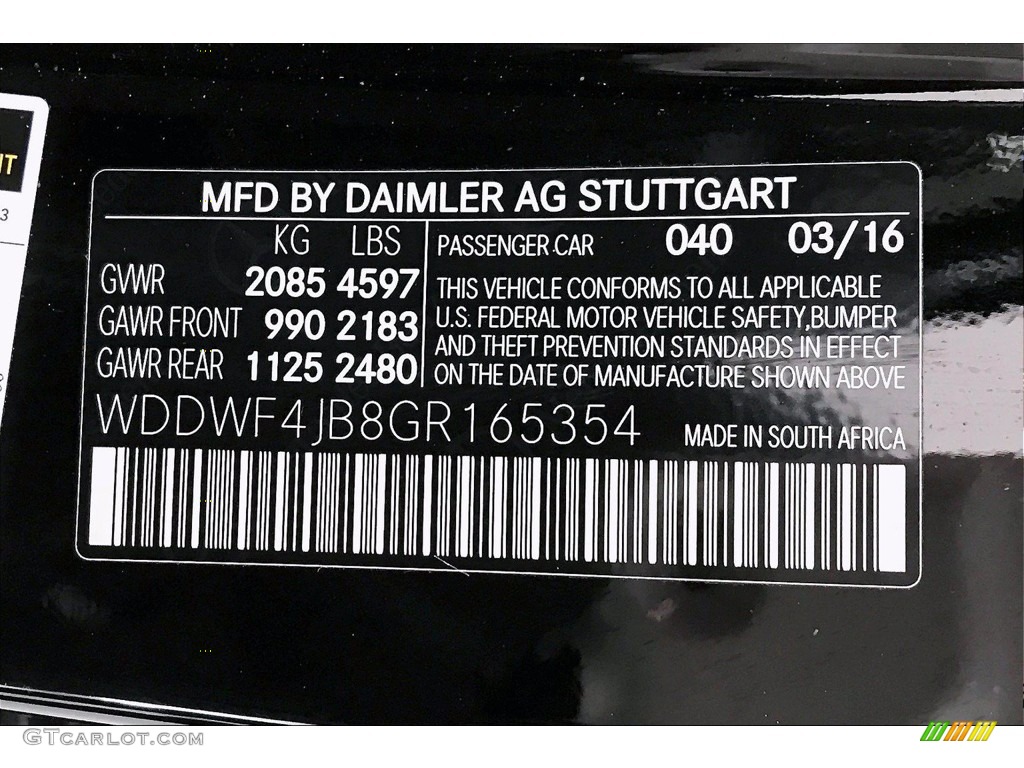 MFD BY DAIMLER AG STUTTGART
KG LBS
GVWR 2085 4597
GAWR FRONT 990 2183
GAWR REAR 1125 2480
PASSENGER CAR 040 03/16
THIS VEHICLE CONFORMS TO ALL APPLICABLE
U.S. FEDERAL MOTOR VEHICLE SAFETY,BUMPER
AND THEFT PREVENTION STANDARDS IN EFFECT
ON THE DATE OF MANUFACTURE SHOWN ABOVE
WDDWF4JB8GR165354
MADE IN SOUTH AFRICA
GTCARLOT.COM